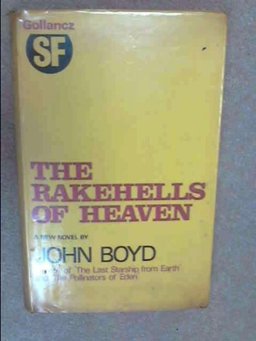 Gollancz
SF
THE
RAKEHELLS
OF HEAVEN
A NEW NOVEL BY
JOHN BOYD
of The Last Starship from Earth
The Pollinators of Eden